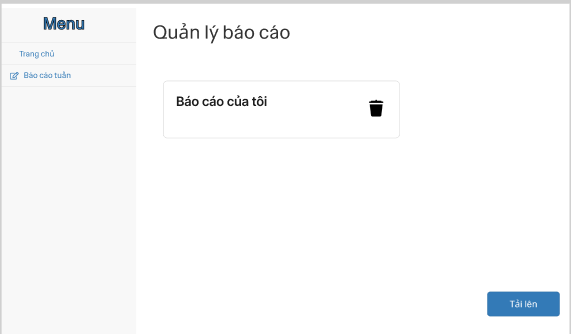 Menu
Trang chủ
Báo cáo tuần
Quản lý báo cáo
Báo cáo của tôi
Tải lên